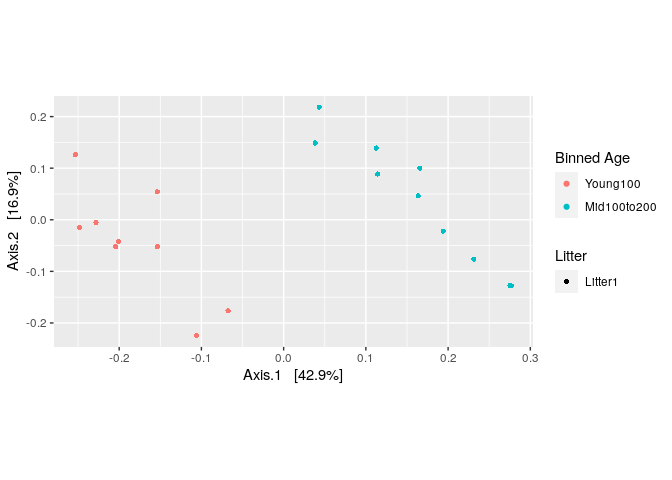 0.2
0.1
0.0
-0.1
-0.2
Axis.2 [16.9%]
-0.2 -0.1 0.0 0.1 0.2 0.3
Axis.1 [42.9%]
Binned Age
Young100
Mid100to200
Litter
Litter1